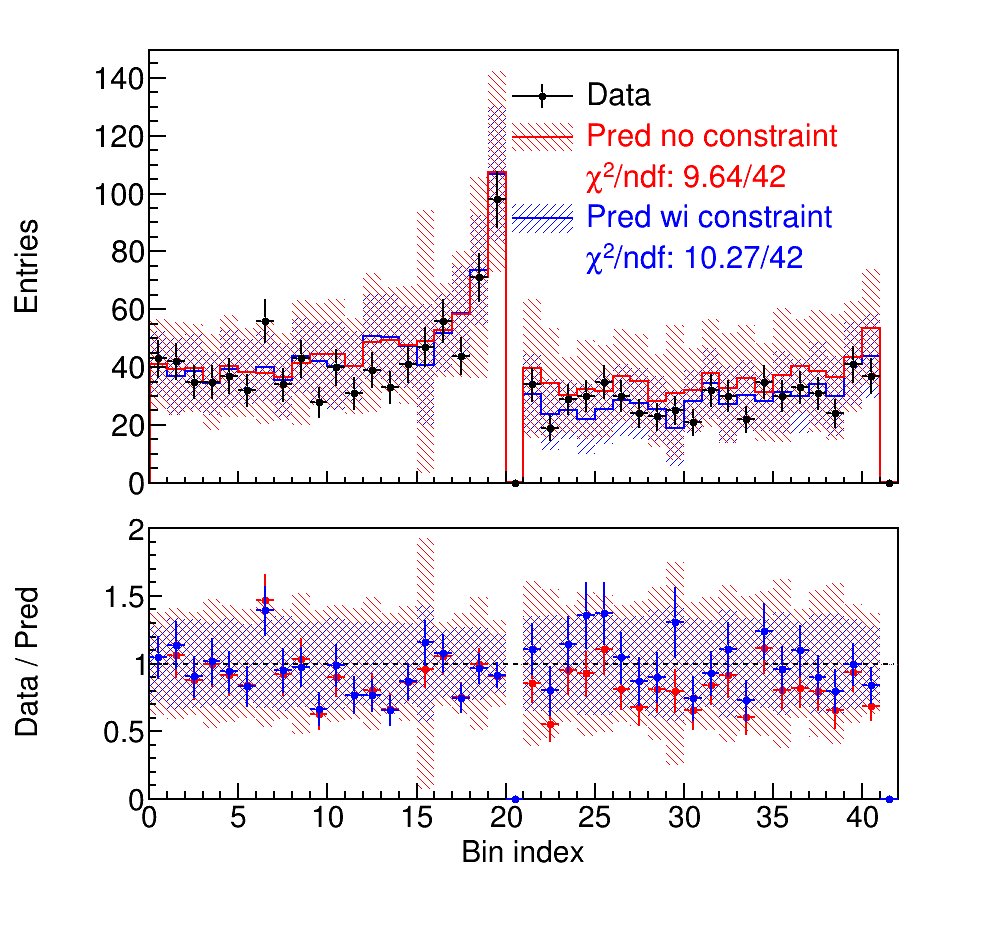 Entries
140
120
100
80
60
40
20
0
Data
Pred no constraint
χ²/ndf: 9.64/42
Pred wi constraint
χ²/ndf: 10.27/42
Data / Pred
2
1.5
1
0.5
0
0 5 10 15 20 25 30 35 40
Bin index